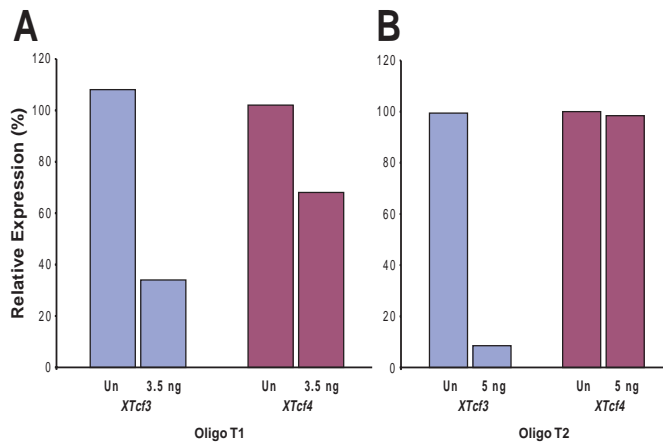 A
B
Relative Expression (%)
120
100
80
60
40
20
0
Un 3.5 ng Un 3.5 ng
XTcf3 XTcf4
Oligo T1
120
100
80
60
40
20
0
Un 5 ng Un 5 ng
XTcf3 XTcf4
Oligo T2